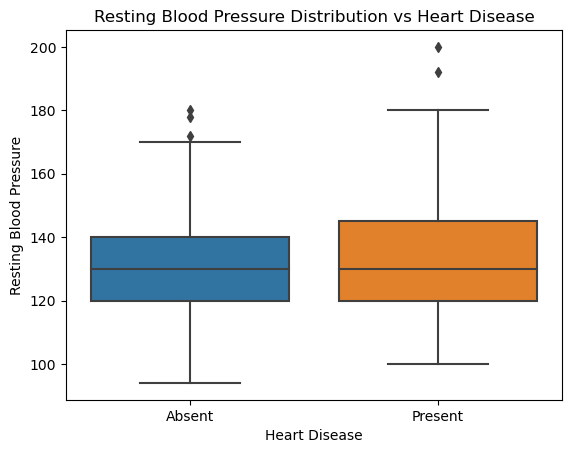 Resting Blood Pressure Distribution vs Heart Disease
200
180
160
140
120
100
Resting Blood Pressure
Absent
Present
Heart Disease